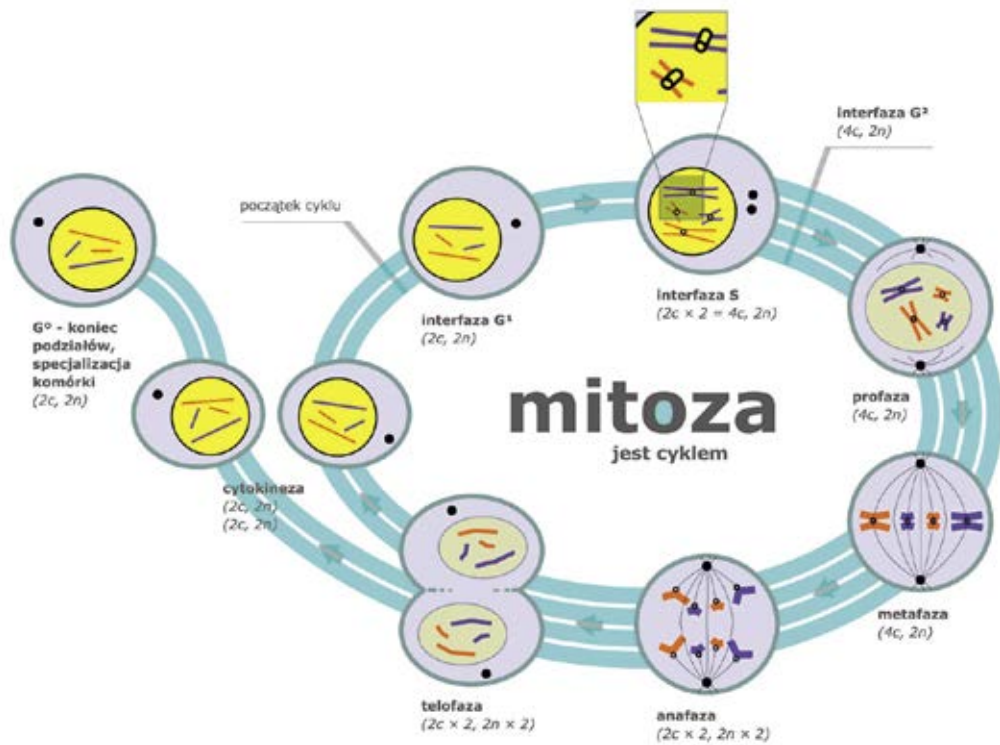 interfaza G²
(4c, 2n)
początek cyklu
G⁰ - koniec
podziałów,
specjalizacja
komórki
(2c, 2n)
interfaza G¹
(2c, 2n)
interfaza S
(2c × 2 = 4c, 2n)
profaza
(4c, 2n)
mitoza
jest cyklem
cytokineza
(2c, 2n)
(2c, 2n)
metafaza
(4c, 2n)
telofaza
(2c × 2, 2n × 2)
anafaza
(2c × 2, 2n × 2)